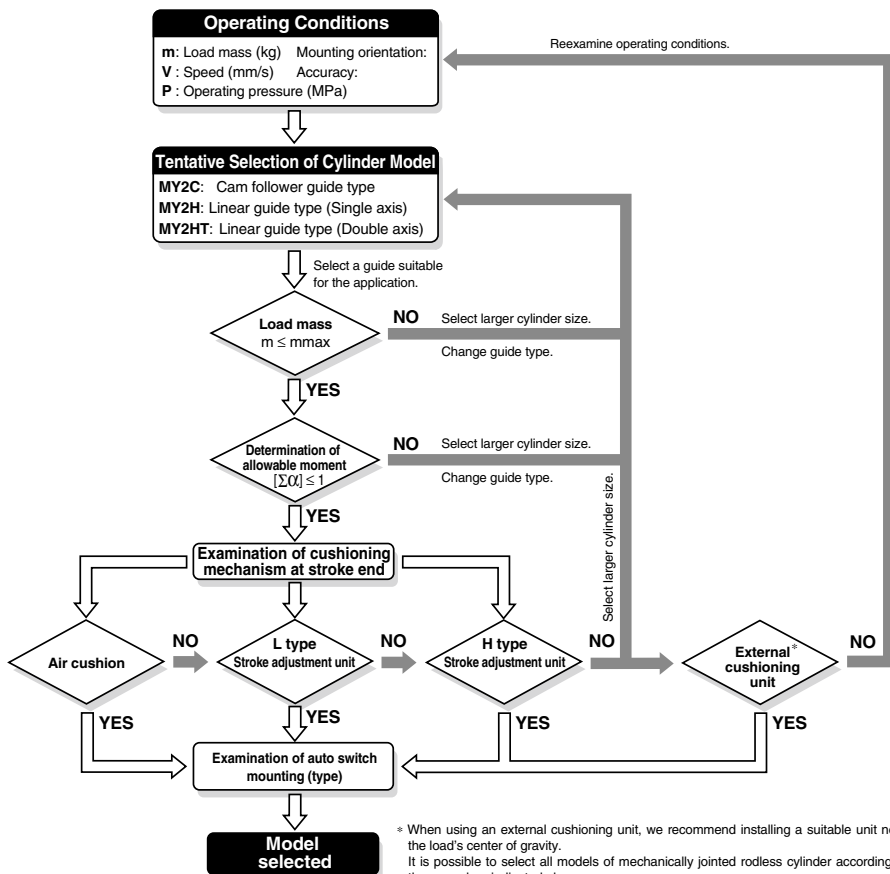 Operating Conditions
m: Load mass (kg) Mounting orientation:
V : Speed (mm/s) Accuracy:
P : Operating pressure (MPa)
Reexamine operating conditions.
Tentative Selection of Cylinder Model
MY2C: Cam follower guide type
MY2H: Linear guide type (Single axis)
MY2HT: Linear guide type (Double axis)
Select a guide suitable
for the application.
Load mass
m ≤ mmax
NO
Select larger cylinder size.
Change guide type.
YES
Determination of
allowable moment
[Σα] ≤ 1
NO
Select larger cylinder size.
Change guide type.
YES
Select larger cylinder size.
Examination of cushioning
mechanism at stroke end
Air cushion
NO
L type
Stroke adjustment unit
NO
H type
Stroke adjustment unit
NO
External*
cushioning
unit
NO
YES
YES
YES
YES
Examination of auto switch
mounting (type)
Model
selected
* When using an external cushioning unit, we recommend installing a suitable unit
the load's center of gravity.
It is possible to select all models of mechanically jointed rodless cylinder according